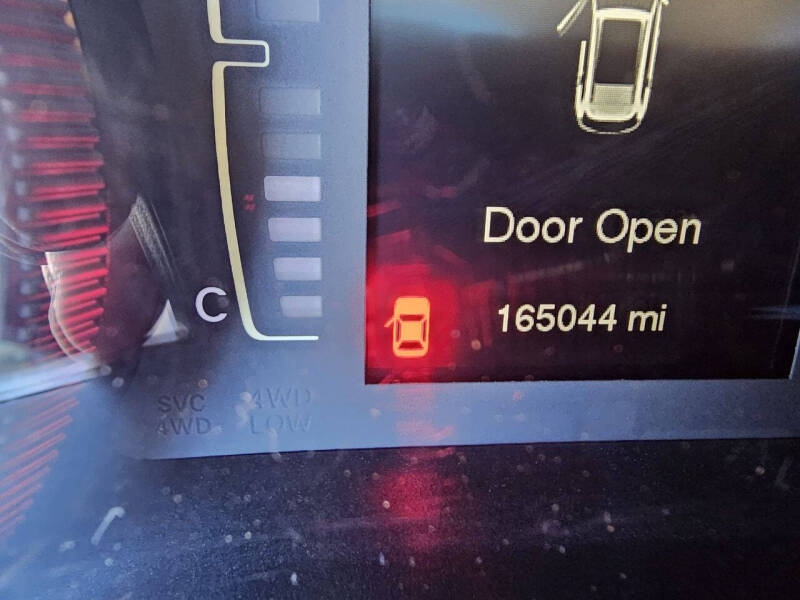 Door Open
C
165044 mi
SVC 4WD
4WD LOW